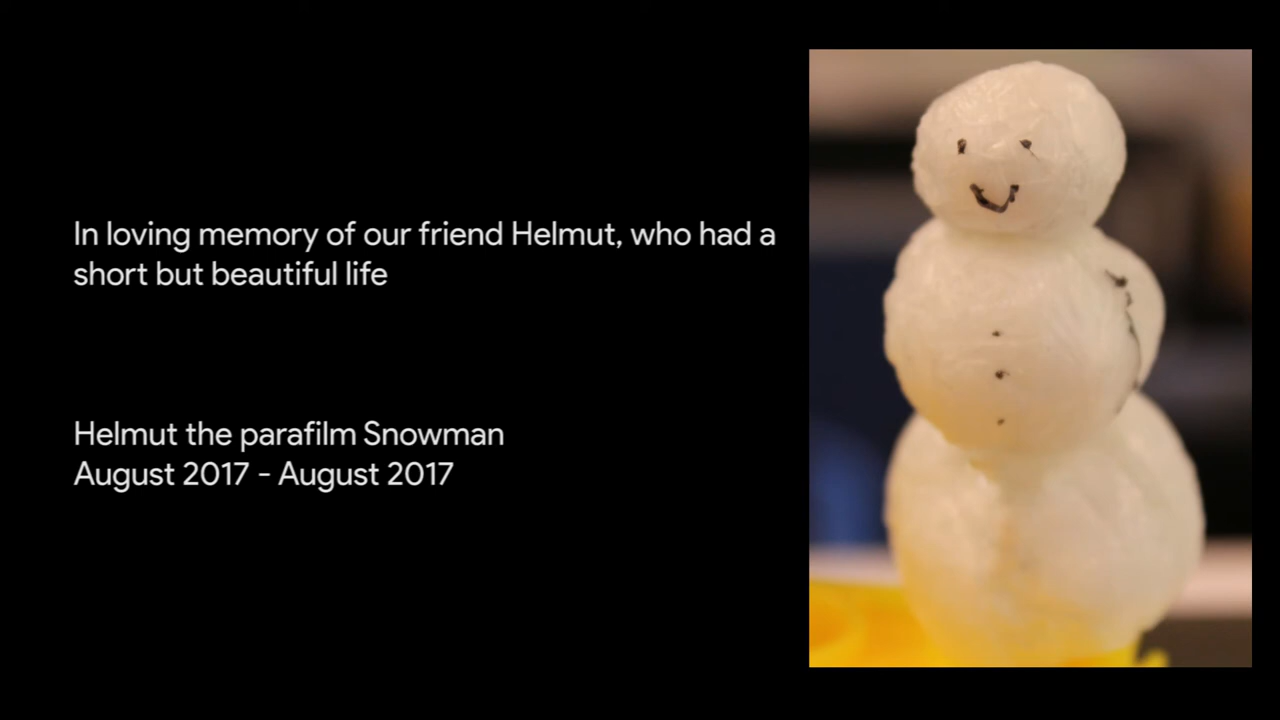 In loving memory of our friend Helmut, who had a
short but beautiful life
Helmut the parafilm Snowman
August 2017 - August 2017